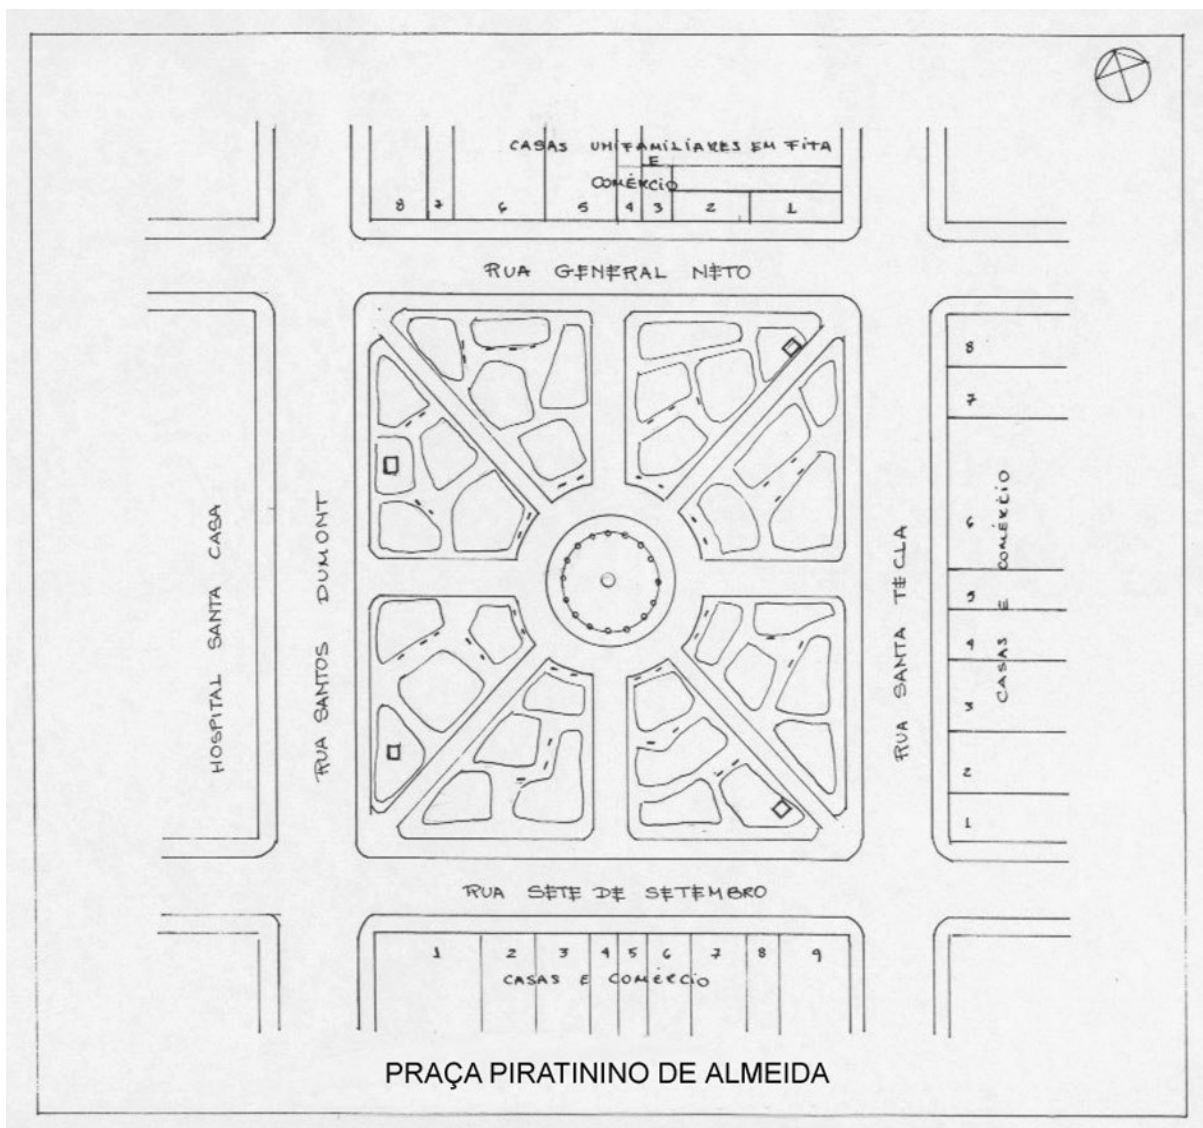 CASAS UNIFAMILIARES EM FITA
E
COMÉRCIO
8 7 6 5 4 3 2 1
RUA GENERAL NETO
HOSPITAL SANTA CASA
RUA SANTOS DUMONT
RUA SANTA TECLA
8
7
6
5
4
3
2
1
CASAS E COMÉRCIO
RUA SETE DE SETEMBRO
1 2 3 4 5 6 7 8 9
CASAS E COMÉRCIO
PRAÇA PIRATININO DE ALMEIDA